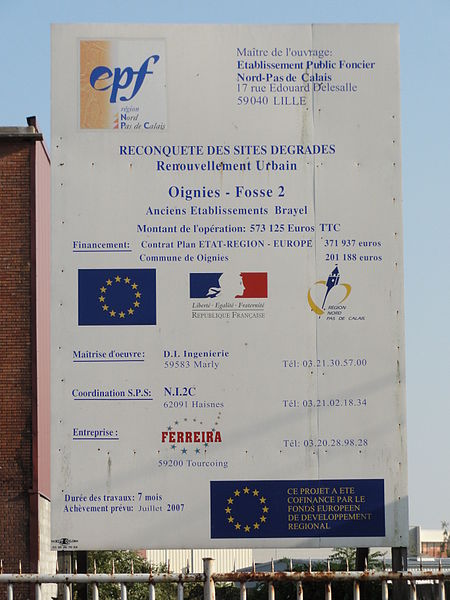 epf
région
Nord
Pas de Calais
Maître de l'ouvrage:
Etablissement Public Foncier
Nord-Pas de Calais
17 rue Edouard Delesalle
59040 LILLE
RECONQUETE DES SITES DEGRADES
Renouvellement Urbain
Oignies - Fosse 2
Anciens Etablissements Brayel
Montant de l'opération: 573 125 Euros TTC
Financement: Contrat Plan ETAT-REGION - EUROPE 371 937 euros
Commune de Oignies 201 188 euros
Liberté • Egalité • Fraternité
RÉPUBLIQUE FRANÇAISE
RÉGION
NORD
PAS DE CALAIS
Maîtrise d'oeuvre: D.I. Ingenierie
59583 Marly Tél: 03.21.30.57.00
Coordination S.P.S: N.I.2C
62091 Haisnes Tél: 03.21.02.18.34
Entreprise: FERREIRA
59200 Tourcoing Tél: 03.20.28.98.28
Durée des travaux: 7 mois
Achèvement prévu: Juillet 2007
CE PROJET A ETE
COFINANCE PAR LE
FONDS EUROPEEN
DE DEVELOPPEMENT
REGIONAL